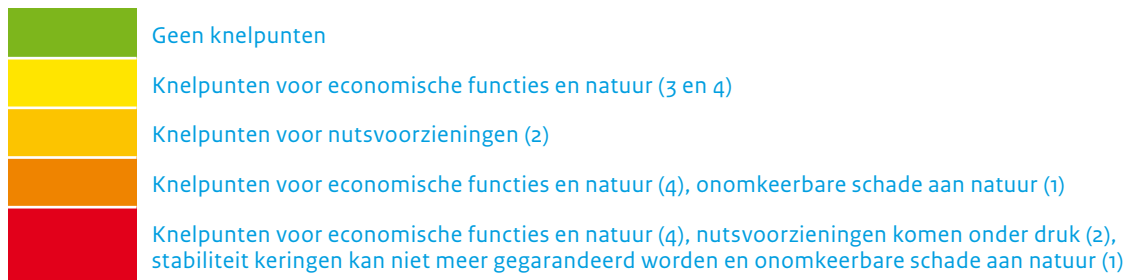 Geen knelpunten
Knelpunten voor economische functies en natuur (3 en 4)
Knelpunten voor nutsvoorzieningen (2)
Knelpunten voor economische functies en natuur (4), onomkeerbare schade aan natuur (1)
Knelpunten voor economische functies en natuur (4), nutsvoorzieningen komen onder druk (2),
stabiliteit keringen kan niet meer gegarandeerd worden en onomkeerbare schade aan natuur (1)